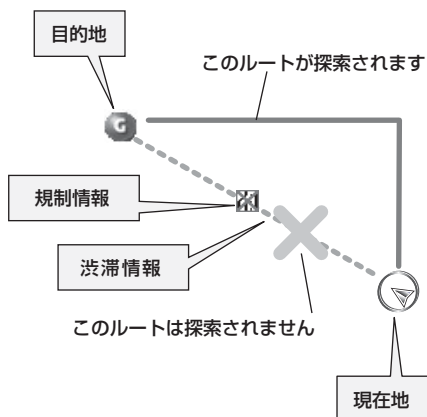 目的地
このルートが探索されます
G
規制情報
渋滞情報
このルートは探索されません
現在地